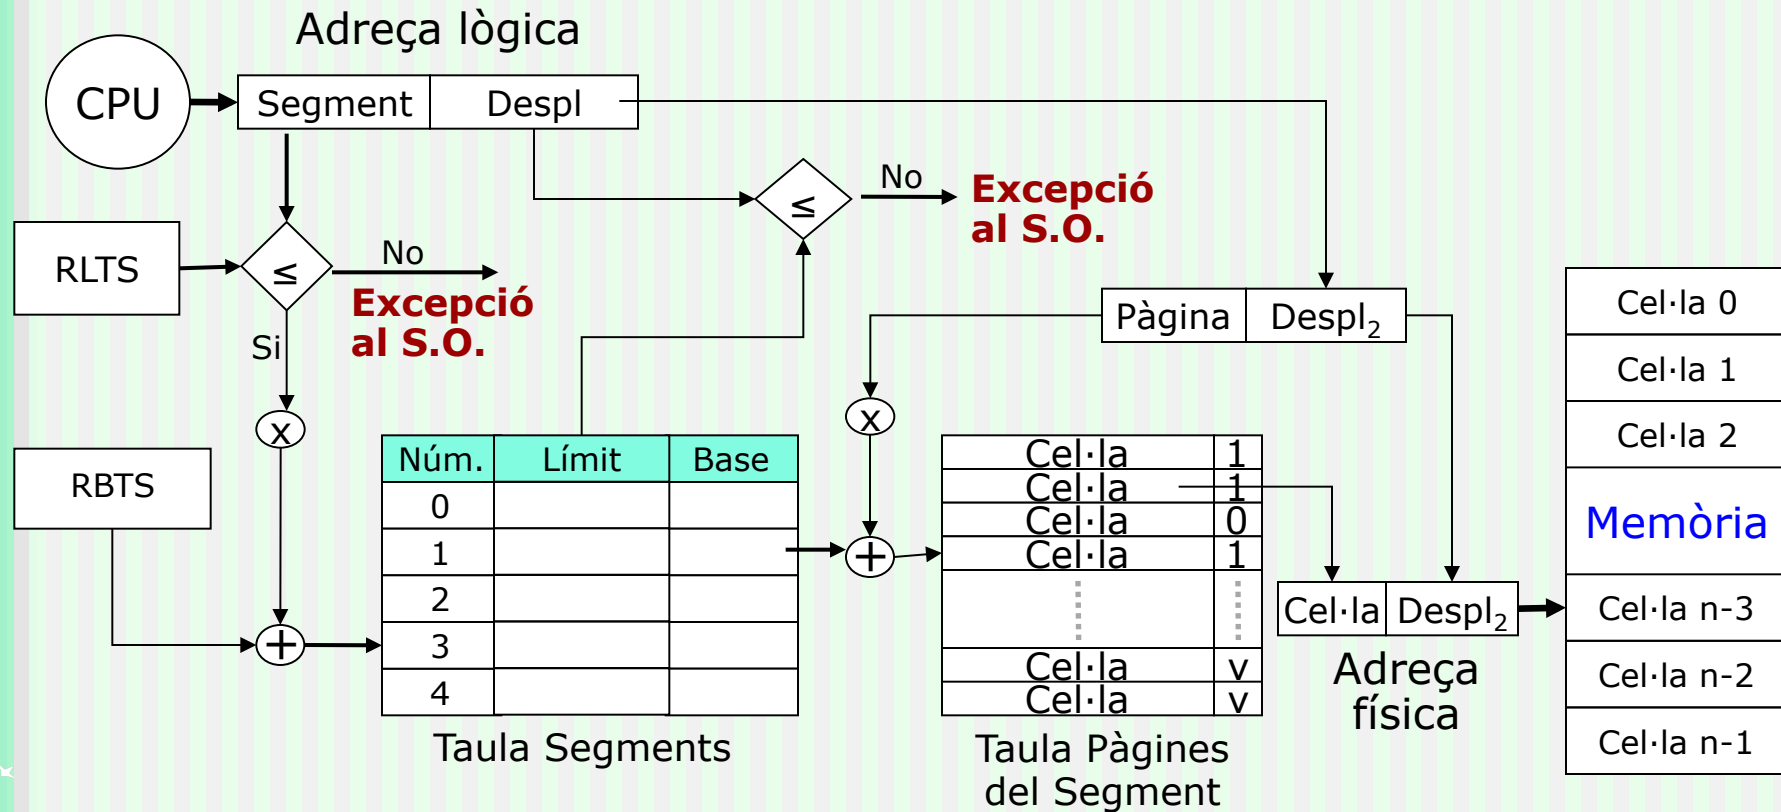 Adreça lògica
CPU
Segment Despl
No
Excepció
al S.O.
≤
RLTS
≤
No
Excepció
al S.O.
Si
Pàgina Despl₂
x
x
RBTS
+
+
Núm. Límit Base
0
1
2
3
4
Taula Segments
Cel·la 1
Cel·la 1
Cel·la 0
Cel·la 1
Cel·la v
Cel·la v
Taula Pàgines
del Segment
Cel·la Despl₂
Adreça
física
Cel·la 0
Cel·la 1
Cel·la 2
Memòria
Cel·la n-3
Cel·la n-2
Cel·la n-1